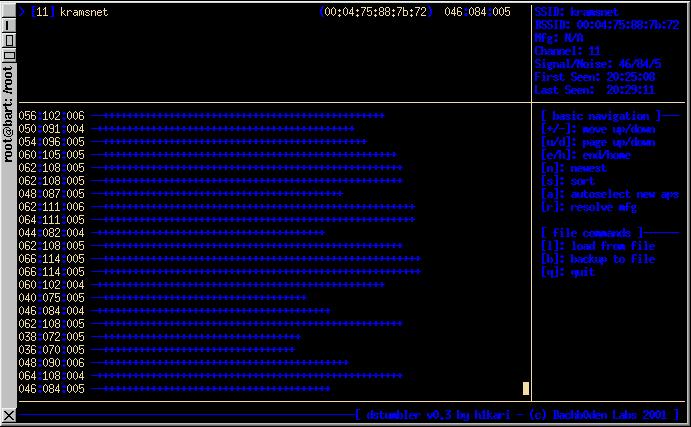 > [11] kramsnet (00:04:75:88:7b:72) 046:084:005
SSID: kramsnet
BSSID: 00:04:75:88:7b:72
Mfg: N/A
Channel: 11
Signal/Noise: 46/84/5
First Seen: 20:25:08
Last Seen: 20:29:11
root@bart: /root
056:102:006
050:091:004
054:096:005
060:105:005
062:108:005
062:108:005
048:087:005
062:111:006
064:111:005
044:082:004
062:108:005
066:114:005
066:114:005
060:102:004
040:075:005
046:084:004
062:108:005
038:072:005
036:070:005
048:090:006
064:108:004
046:084:005
[ basic navigation ]
[+/-]: move up/down
[u/d]: page up/down
[e/h]: end/home
[n]: newest
[s]: sort
[a]: autoselect new aps
[r]: resolve mfg
[ file commands ]
[l]: load from file
[b]: backup to file
[q]: quit
[ dstumbler v0.3 by h1kari - (c) Dachb0den Labs 2001 ]